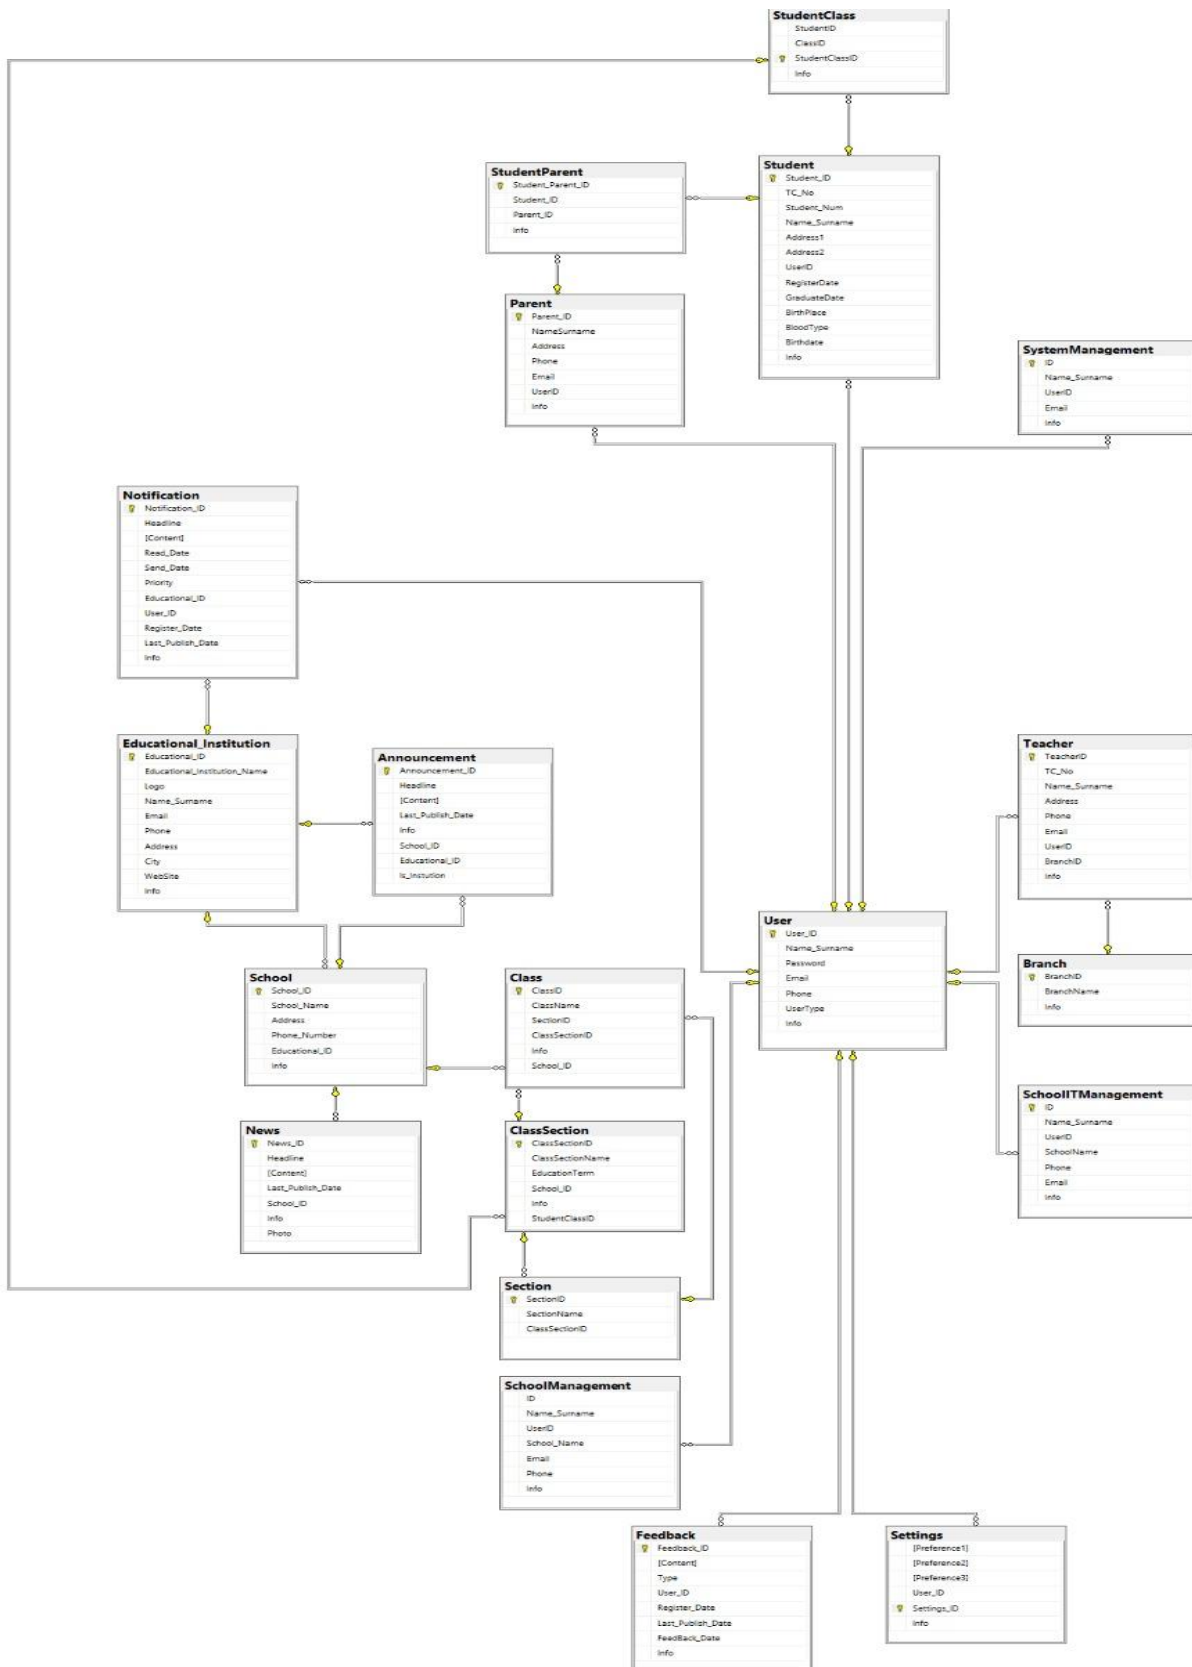 StudentClass
StudentID
ClassID
StudentClassID
Info
StudentParent
Student_Parent_ID
Student_ID
Parent_ID
Info
Student
Student_ID
TC_No
Student_Num
Name_Surname
Address1
Address2
UserID
RegisterDate
GraduateDate
BirthPlace
BloodType
Birthdate
Info
Parent
Parent_ID
NameSurname
Address
Phone
Email
UserID
Info
SystemManagement
ID
Name_Surname
UserID
Email
Info
Notification
Notification_ID
Headline
[Content]
Read_Date
Send_Date
Priority
Educational_ID
User_ID
Register_Date
Last_Publish_Date
Info
Educational_Institution
Educational_ID
Educational_Institution_Name
Logo
Name_Surname
Email
Phone
Address
City
WebSite
Info
Announcement
Announcement_ID
Headline
[Content]
Last_Publish_Date
Info
School_ID
Educational_ID
Is_Instution
Teacher
TeacherID
TC_No
Name_Surname
Address
Phone
Email
UserID
BranchID
Info
User
User_ID
Name_Surname
Password
Email
Phone
UserType
Info
Branch
BranchID
BranchName
Info
School
School_ID
School_Name
Address
Phone_Number
Educational_ID
Info
Class
ClassID
ClassName
SectionID
ClassSectionID
Info
School_ID
SchoolITManagement
ID
Name_Surname
UserID
SchoolName
Phone
Email
Info
News
News_ID
Headline
[Content]
Last_Publish_Date
School_ID
Info
Photo
ClassSection
ClassSectionID
ClassSectionName
EducationTerm
School_ID
Info
StudentClassID
Section
SectionID
SectionName
ClassSectionID
SchoolManagement
ID
Name_Surname
UserID
School_Name
Email
Phone
Info
Feedback
Feedback_ID
[Content]
Type
User_ID
Register_Date
Last_Publish_Date
FeedBack_Date
Info
Settings
[Preference1]
[Preference2]
[Preference3]
User_ID
Settings_ID
Info